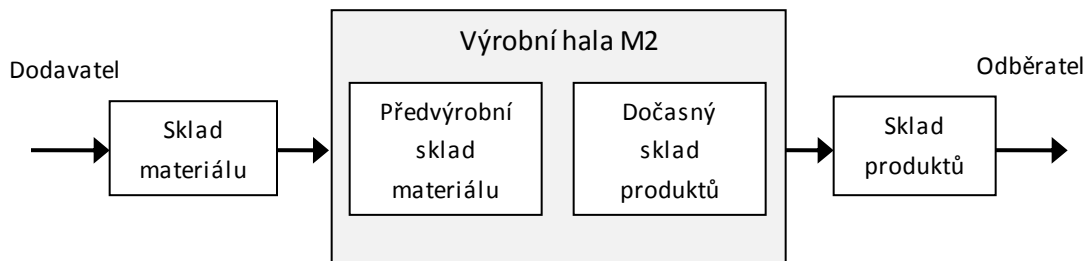 Výrobní hala M2
Dodavatel
Odběratel
Sklad
materiálu
Předvýrobní
sklad
materiálu
Dočasný
sklad
produktů
Sklad
produktů